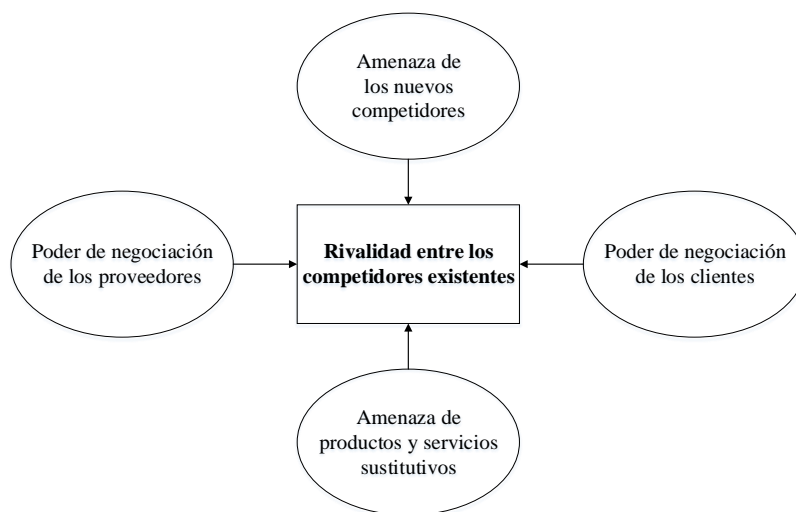 Amenaza de
los nuevos
competidores
Poder de negociación
de los proveedores
Rivalidad entre los
competidores existentes
Poder de negociación
de los clientes
Amenaza de
productos y servicios
sustitutivos